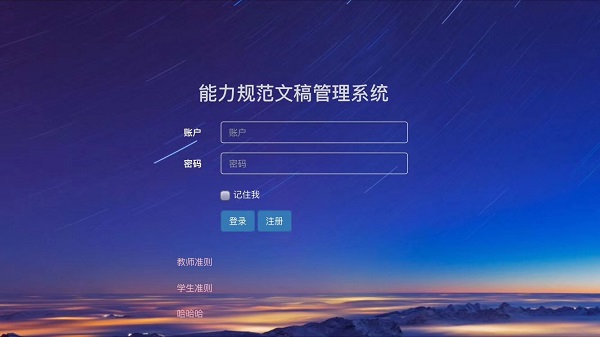 能力规范文稿管理系统
账户 账户
密码 密码
记住我
登录 注册
教师准则
学生准则
哈哈哈